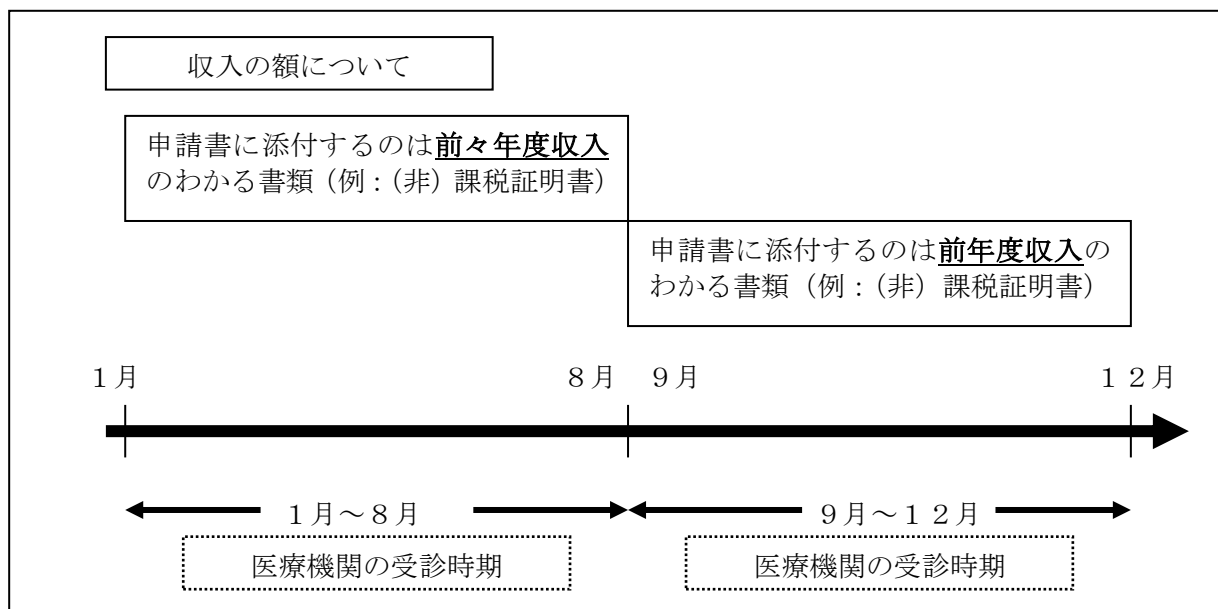 収入の額について
申請書に添付するのは前々年度収入
のわかる書類（例：（非）課税証明書）
申請書に添付するのは前年度収入の
わかる書類（例：（非）課税証明書）
１月
８月
９月
１２月
１月～８月
９月～１２月
医療機関の受診時期
医療機関の受診時期